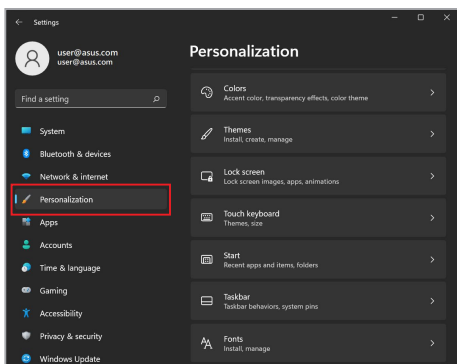 Settings
user@asus.com
user@asus.com
Find a setting
System
Bluetooth & devices
Network & internet
Personalization
Apps
Accounts
Time & language
Gaming
Accessibility
Privacy & security
Windows Update
Personalization
Colors
Accent color, transparency effects, color theme
Themes
Install, create, manage
Lock screen
Lock screen images, apps, animations
Touch keyboard
Themes, size
Start
Recent apps and items, folders
Taskbar
Taskbar behaviors, system pins
Fonts
Install, manage